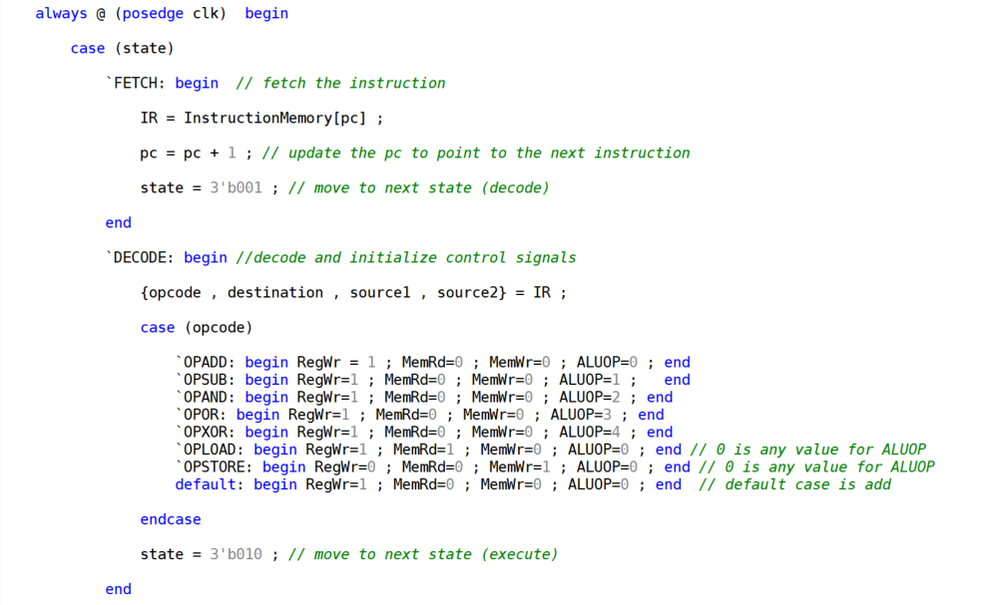 always @ (posedge clk)  begin
case (state)
`FETCH: begin  // fetch the instruction
IR = InstructionMemory[pc] ;
pc = pc + 1 ; // update the pc to point to the next instruction
state = 3'b001 ; // move to next state (decode)
end
`DECODE: begin //decode and initialize control signals
{opcode , destination , source1 , source2} = IR ;
case (opcode)
`OPADD: begin RegWr = 1 ; MemRd=0 ; MemWr=0 ; ALUOP=0 ; end
`OPSUB: begin RegWr=1 ; MemRd=0 ; MemWr=0 ; ALUOP=1 ;   end
`OPAND: begin RegWr=1 ; MemRd=0 ; MemWr=0 ; ALUOP=2 ; end
`OPOR: begin RegWr=1 ; MemRd=0 ; MemWr=0 ; ALUOP=3 ; end
`OPXOR: begin RegWr=1 ; MemRd=0 ; MemWr=0 ; ALUOP=4 ; end
`OPLOAD: begin RegWr=1 ; MemRd=1 ; MemWr=0 ; ALUOP=0 ; end // 0 is any value for ALUOP
`OPSTORE: begin RegWr=0 ; MemRd=0 ; MemWr=1 ; ALUOP=0 ; end // 0 is any value for ALUOP
default: begin RegWr=1 ; MemRd=0 ; MemWr=0 ; ALUOP=0 ; end  // default case is add
endcase
state = 3'b010 ; // move to next state (execute)
end